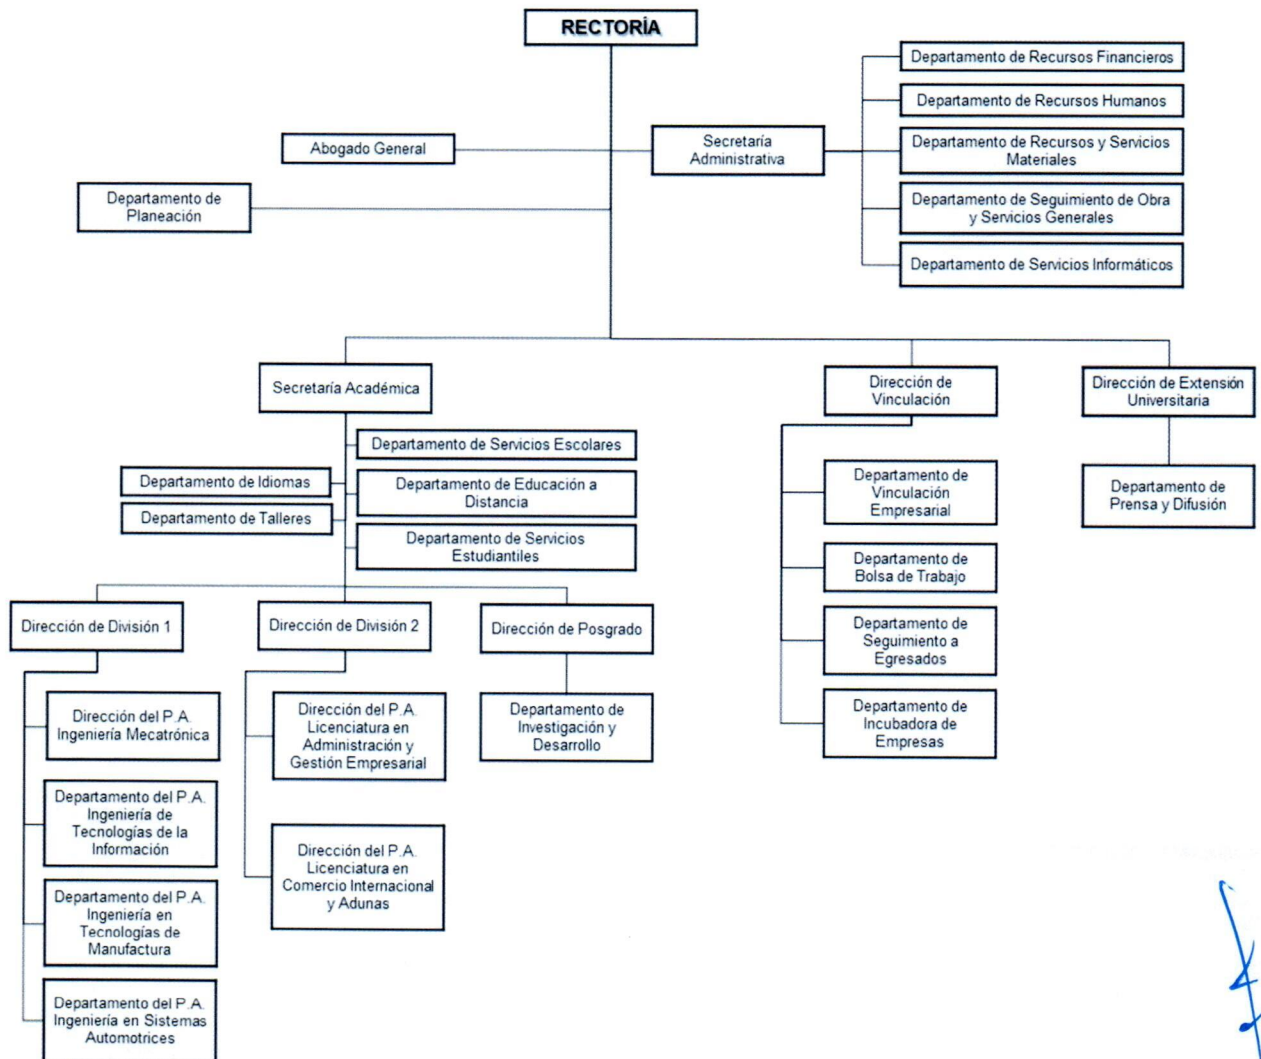 RECTORÍA
Departamento de Recursos Financieros
Departamento de Recursos Humanos
Abogado General
Secretaría
Administrativa
Departamento de Recursos y Servicios
Materiales
Departamento de
Planeación
Departamento de Seguimiento de Obra
y Servicios Generales
Departamento de Servicios Informáticos
Secretaría Académica
Dirección de
Vinculación
Dirección de Extensión
Universitaria
Departamento de Servicios Escolares
Departamento de Idiomas
Departamento de Educación a
Distancia
Departamento de Talleres
Departamento de Servicios
Estudiantiles
Departamento de
Vinculación
Empresarial
Departamento de
Prensa y Difusión
Departamento de
Bolsa de Trabajo
Departamento de
Seguimiento a
Egresados
Departamento de
Incubadora de
Empresas
Dirección de División 1
Dirección de División 2
Dirección de Posgrado
Dirección del P.A.
Ingeniería Mecatrónica
Departamento del P.A.
Ingeniería de
Tecnologías de la
Información
Departamento del P.A.
Ingeniería en
Tecnologías de
Manufactura
Departamento del P.A.
Ingeniería en Sistemas
Automotrices
Dirección del P.A.
Licenciatura en
Administración y
Gestión Empresarial
Dirección del P.A.
Licenciatura en
Comercio Internacional
y Adunas
Departamento de
Investigación y
Desarrollo